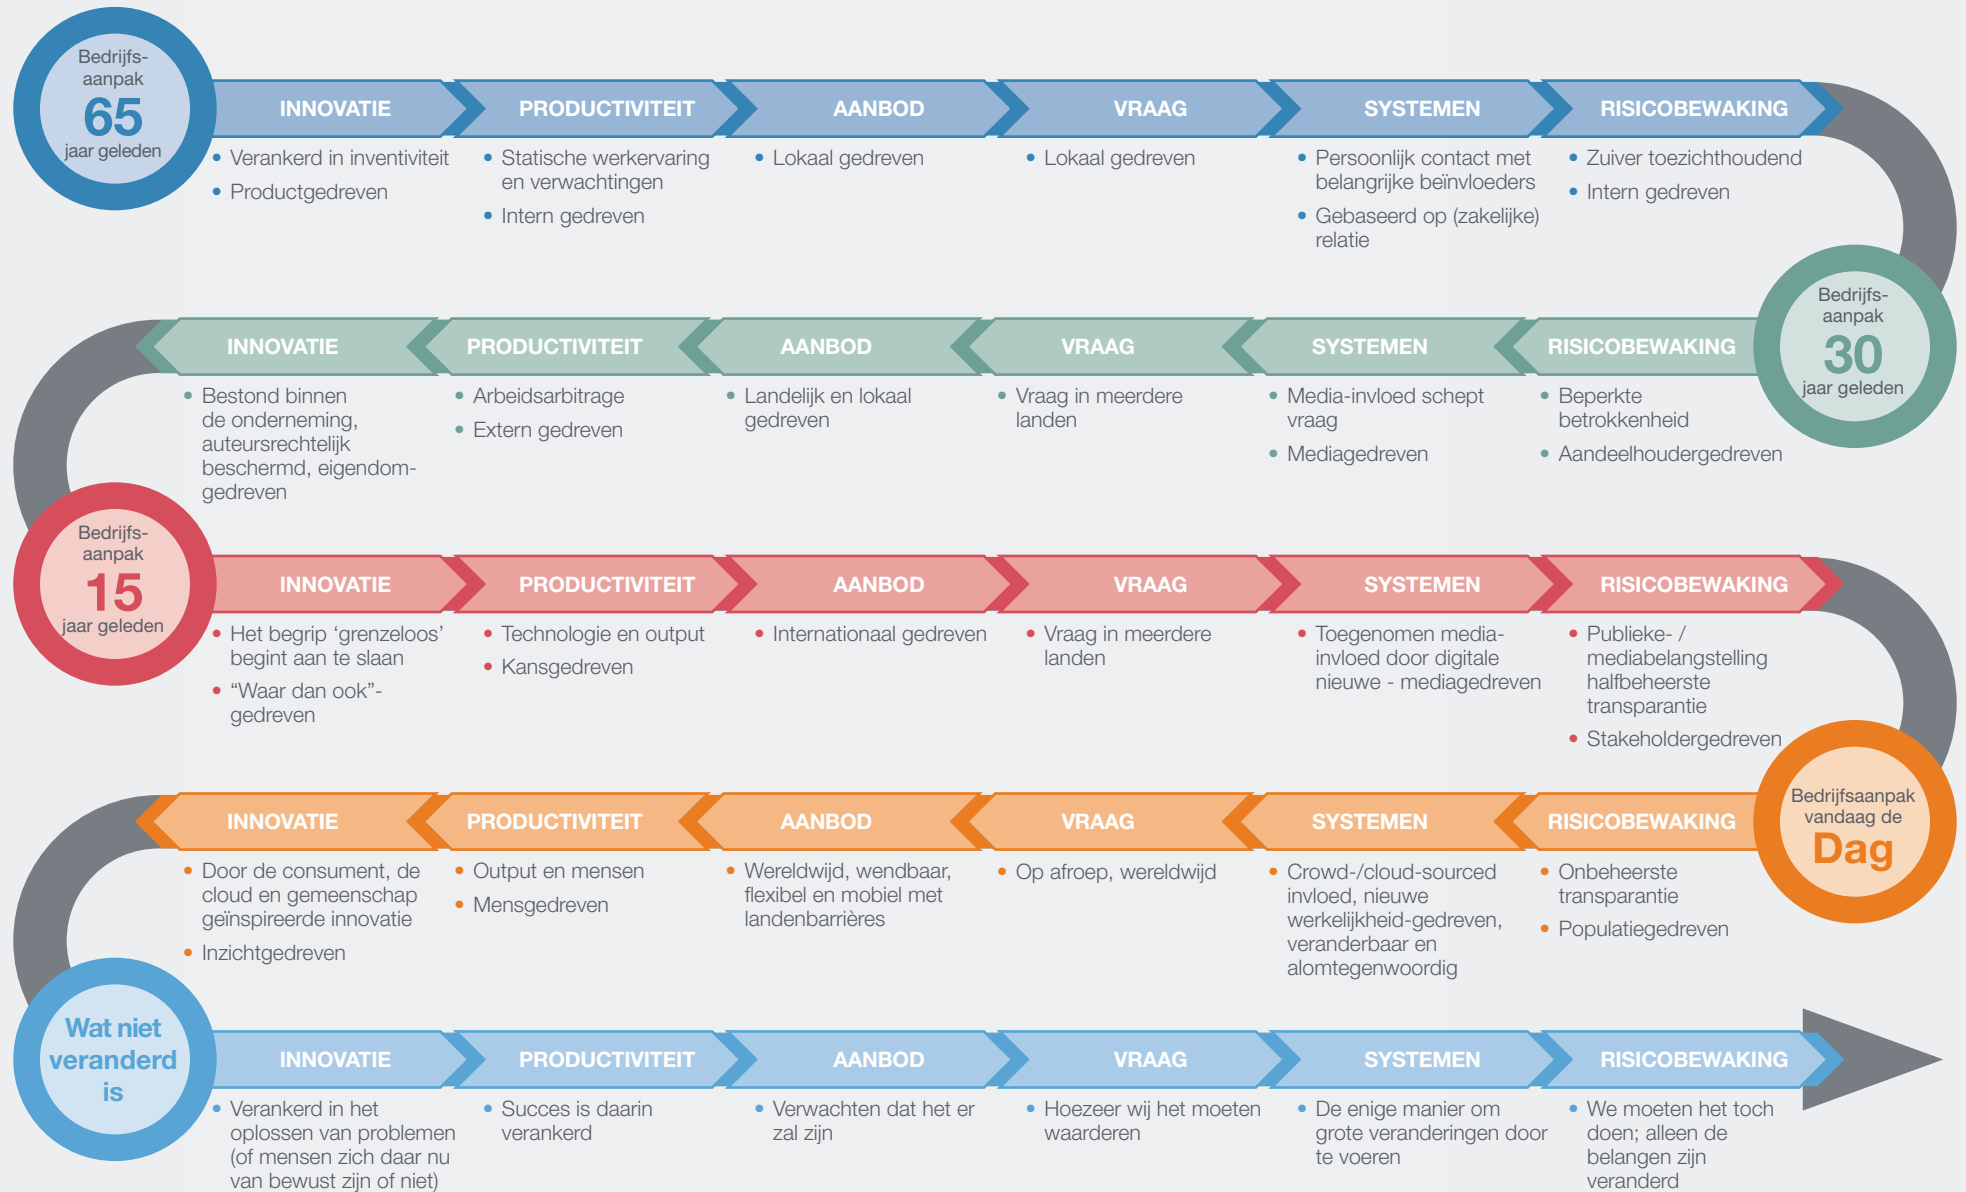 Bedrijfs-
aanpak
65
jaar geleden
INNOVATIE
• Verankerd in inventiviteit
• Productgedreven
PRODUCTIVITEIT
• Statische werkervaring
en verwachtingen
• Intern gedreven
AANBOD
• Lokaal gedreven
VRAAG
• Lokaal gedreven
SYSTEMEN
• Persoonlijk contact met
belangrijke beïnvloeders
• Gebaseerd op (zakelijke)
relatie
RISICOBEWAKING
• Zuiver toezichthoudend
• Intern gedreven
Bedrijfs-
aanpak
30
jaar geleden
INNOVATIE
• Bestond binnen
de onderneming,
auteursrechtelijk
beschermd, eigendom-
gedreven
PRODUCTIVITEIT
• Arbeidsarbitrage
• Extern gedreven
AANBOD
• Landelijk en lokaal
gedreven
VRAAG
• Vraag in meerdere
landen
SYSTEMEN
• Media-invloed schept
vraag
• Mediagedreven
RISICOBEWAKING
• Beperkte
betrokkenheid
• Aandeelhoudergedreven
Bedrijfs-
aanpak
15
jaar geleden
INNOVATIE
• Het begrip ‘grenzeloos’
begint aan te slaan
• “Waar dan ook”-
gedreven
PRODUCTIVITEIT
• Technologie en output
• Kansgedreven
AANBOD
• Internationaal gedreven
VRAAG
• Vraag in meerdere
landen
SYSTEMEN
• Toegenomen media-
invloed door digitale
nieuwe - mediagedreven
RISICOBEWAKING
• Publieke- /
mediabelangstelling
halfbeheerste
transparantie
• Stakeholdergedreven
Bedrijfsaanpak
vandaag de
Dag
INNOVATIE
• Door de consument, de
cloud en gemeenschap
geïnspireerde innovatie
• Inzichtgedreven
PRODUCTIVITEIT
• Output en mensen
• Mensgedreven
AANBOD
• Wereldwijd, wendbaar,
flexibel en mobiel met
landenbarrières
VRAAG
• Op afroep, wereldwijd
SYSTEMEN
• Crowd-/cloud-sourced
invloed, nieuwe
werkelijkheid-gedreven,
veranderbaar en
alomtegenwoordig
RISICOBEWAKING
• Onbeheerste
transparantie
• Populatiegedreven
Wat niet
veranderd
is
INNOVATIE
• Verankerd in het
oplossen van problemen
(of mensen zich daar nu
van bewust zijn of niet)
PRODUCTIVITEIT
• Succes is daarin
verankerd
AANBOD
• Verwachten dat het er
zal zijn
VRAAG
• Hoezeer wij het moeten
waarderen
SYSTEMEN
• De enige manier om
grote veranderingen door
te voeren
RISICOBEWAKING
• We moeten het toch
doen; alleen de
belangen zijn
veranderd